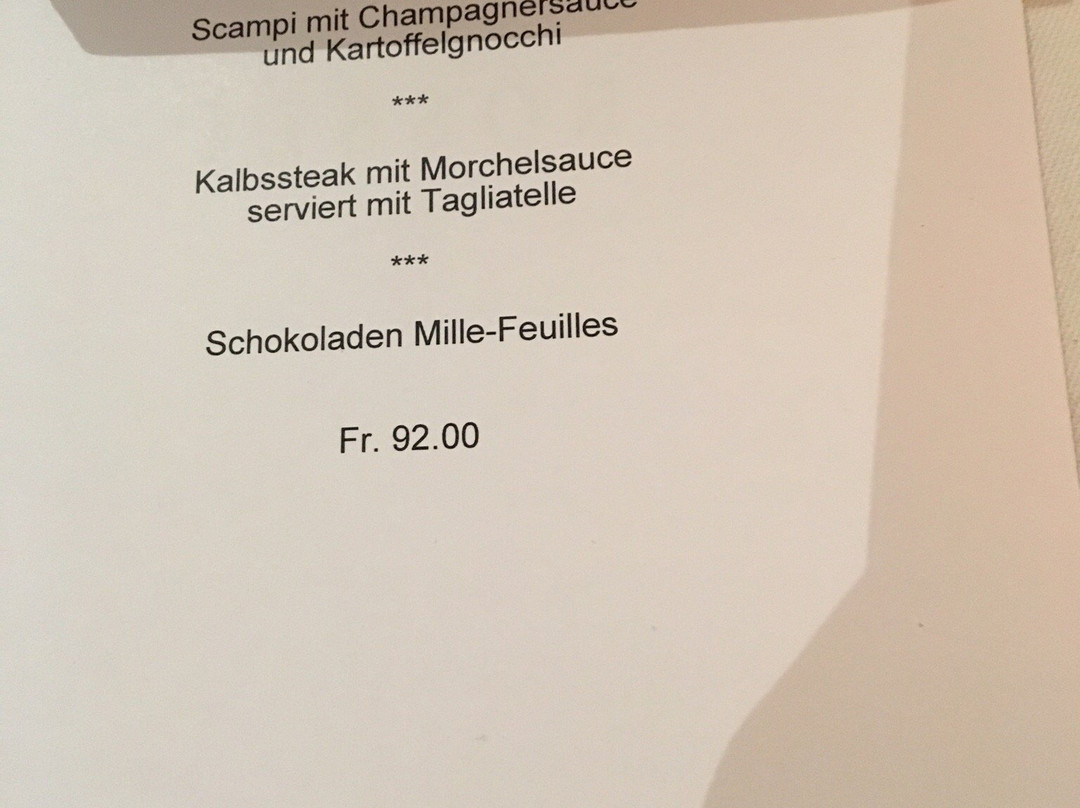 Scampi mit Champagnersauce
und Kartoffelgnocchi
***
Kalbssteak mit Morchelsauce
serviert mit Tagliatelle
***
Schokoladen Mille-Feuilles
Fr. 92.00